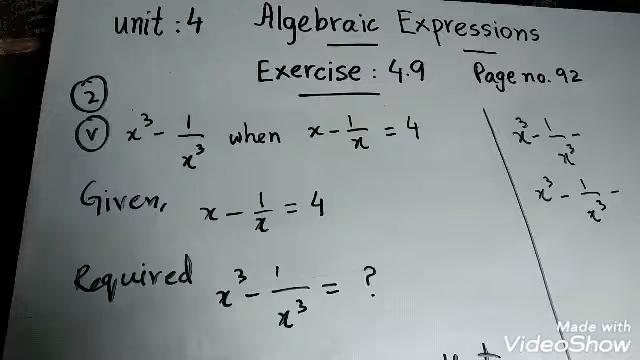 unit : 4 Algebraic Expressions
Exercise : 4.9 Page no. 92
2
v x³ - 1/x³ when x - 1/x = 4
Given, x - 1/x = 4
Required x³ - 1/x³ = ?
x³ - 1/x³ -
x³ - 1/x³ -
Made with
VideoShow